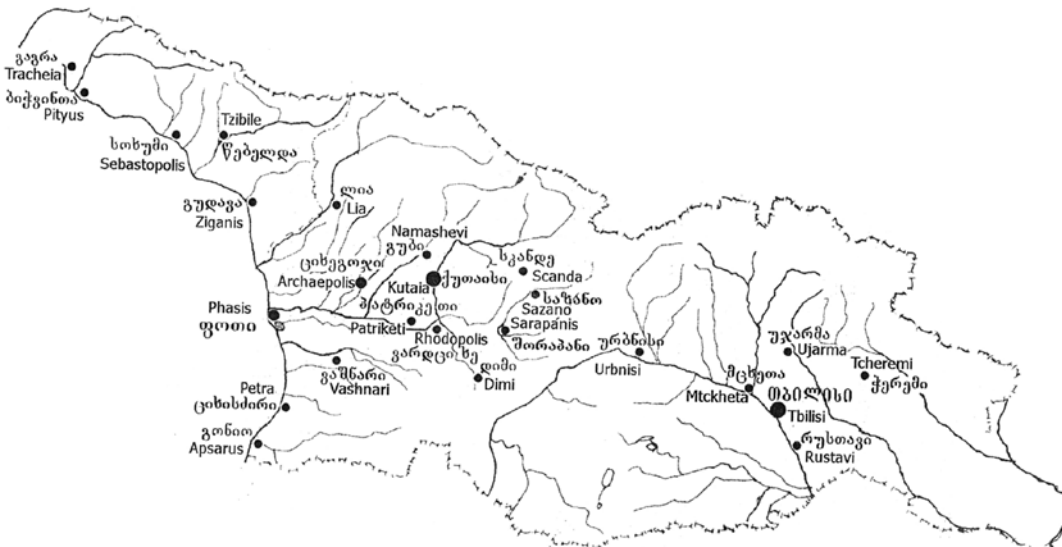 გაგრა
Tracheia
ბიჭვინთა
Pityus
სოხუმი
Sebastopolis
Tzibile
წებელდა
გუდავა
Ziganis
ლია
Lia
Namashevi
გუბი
ციხეგოჯი
Archaepolis
Kutaia
ქუთაისი
სკანდე
Scanda
საზანო
Sazano
Sarapanis
შორაპანი
Phasis
ფოთი
პატრიკეთი
Patriketi
Rhodopolis
ვარდციხე
დიმი
Dimi
ვაშნარი
Vashnari
Petra
ციხისძირი
გონიო
Apsarus
ურბნისი
Urbnisi
უჯარმა
Ujarma
Tcheremi
ჭერემი
მცხეთა
Mtckheta
თბილისი
Tbilisi
რუსთავი
Rustavi